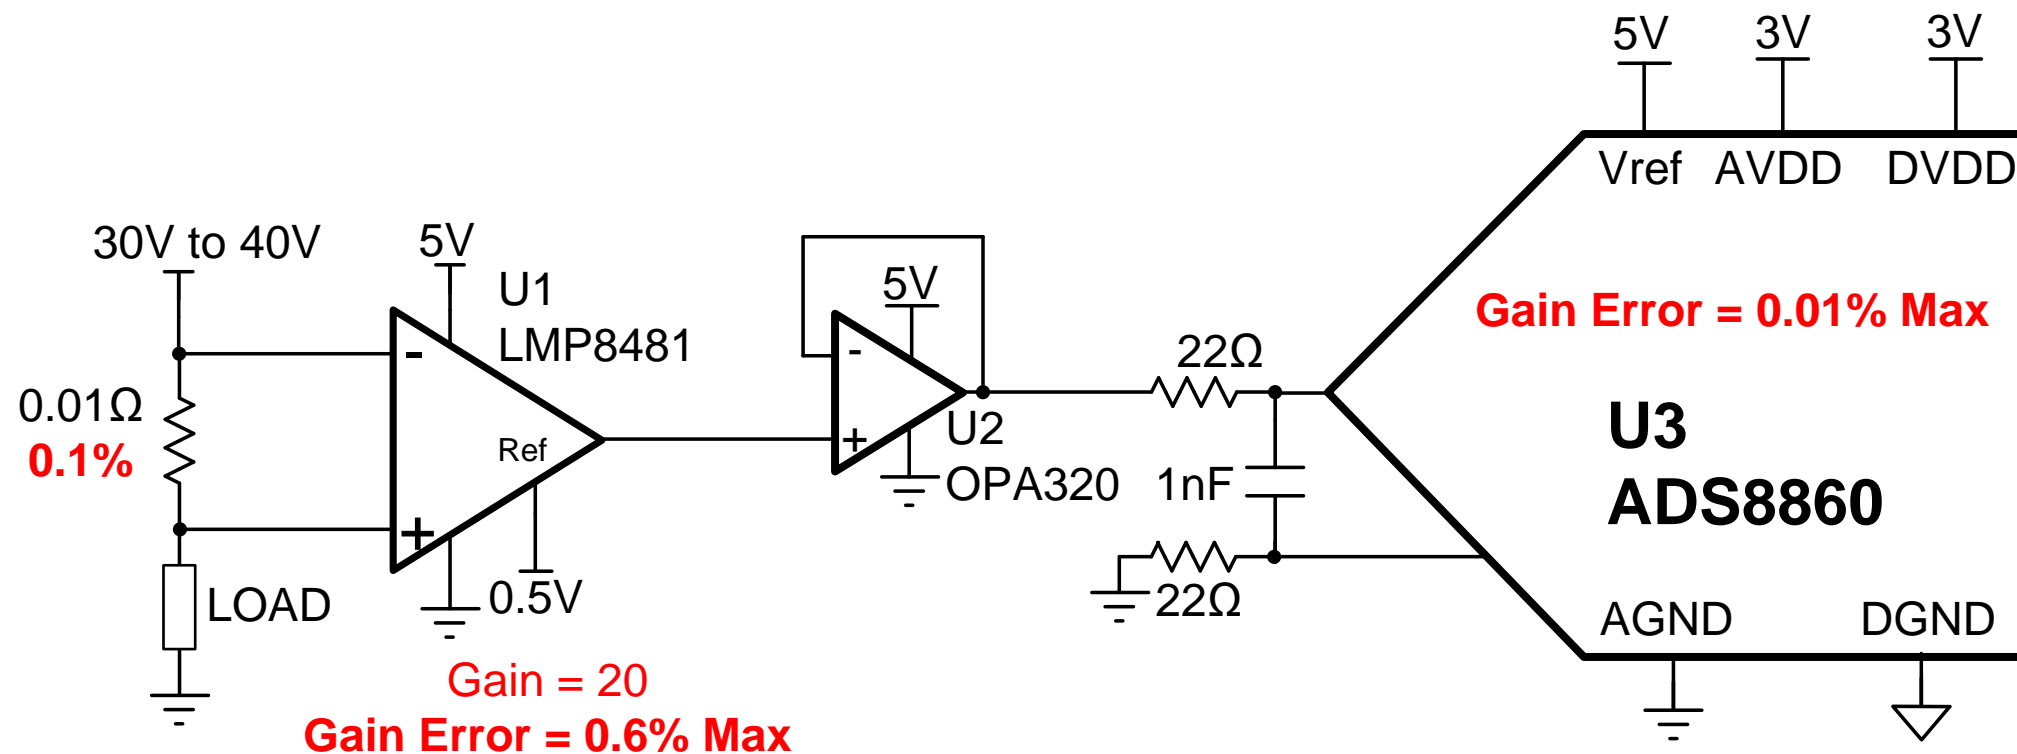 5V
3V
3V
Vref
AVDD
DVDD
30V to 40V
5V
U1
LMP8481
5V
Gain Error = 0.01% Max
-
-
22Ω
0.01Ω
0.1%
Ref
+
U2
OPA320
1nF
U3
ADS8860
+
0.5V
LOAD
22Ω
AGND
DGND
Gain = 20
Gain Error = 0.6% Max